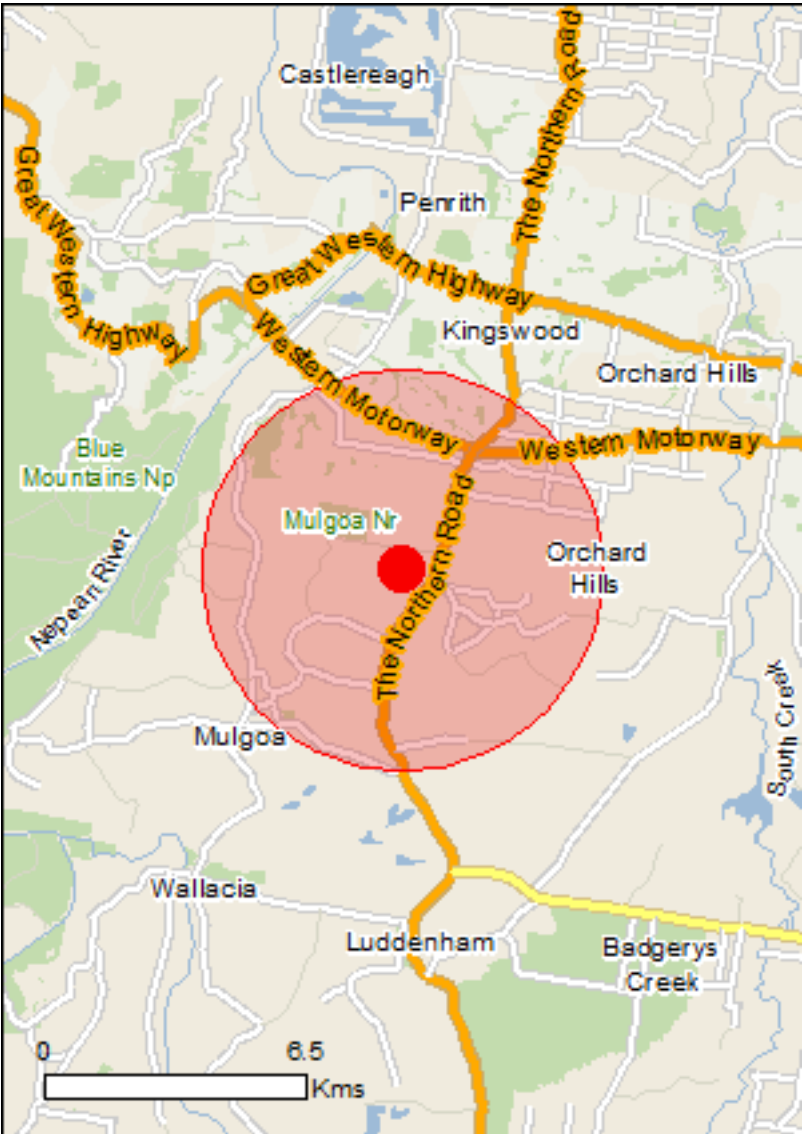 The Northern Road
Castlereagh
Great Western Highway
Penrith
Great Western Highway
Kingswood
Western Motorway
Orchard Hills
Western Motorway
Blue
Mountains Np
The Northern Road
Mulgoa Nr
Orchard
Hills
Nepean River
Mulgoa
South Creek
Wallacia
Luddenham
Badgerys
Creek
0 6.5
Kms